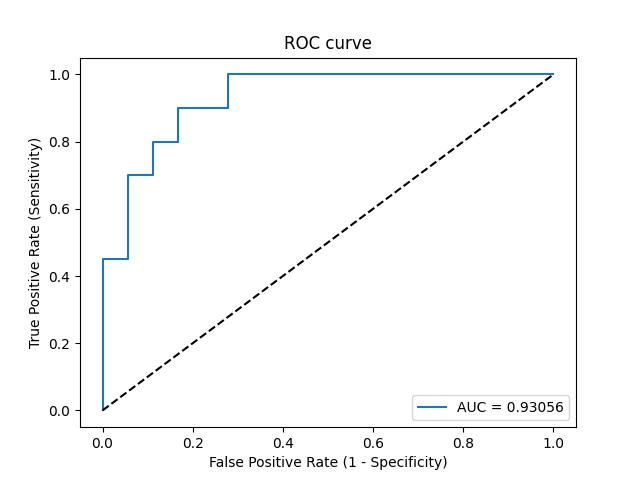 ROC curve
True Positive Rate (Sensitivity)
1.0
0.8
0.6
0.4
0.2
0.0
0.0 0.2 0.4 0.6 0.8 1.0
False Positive Rate (1 - Specificity)
AUC = 0.93056